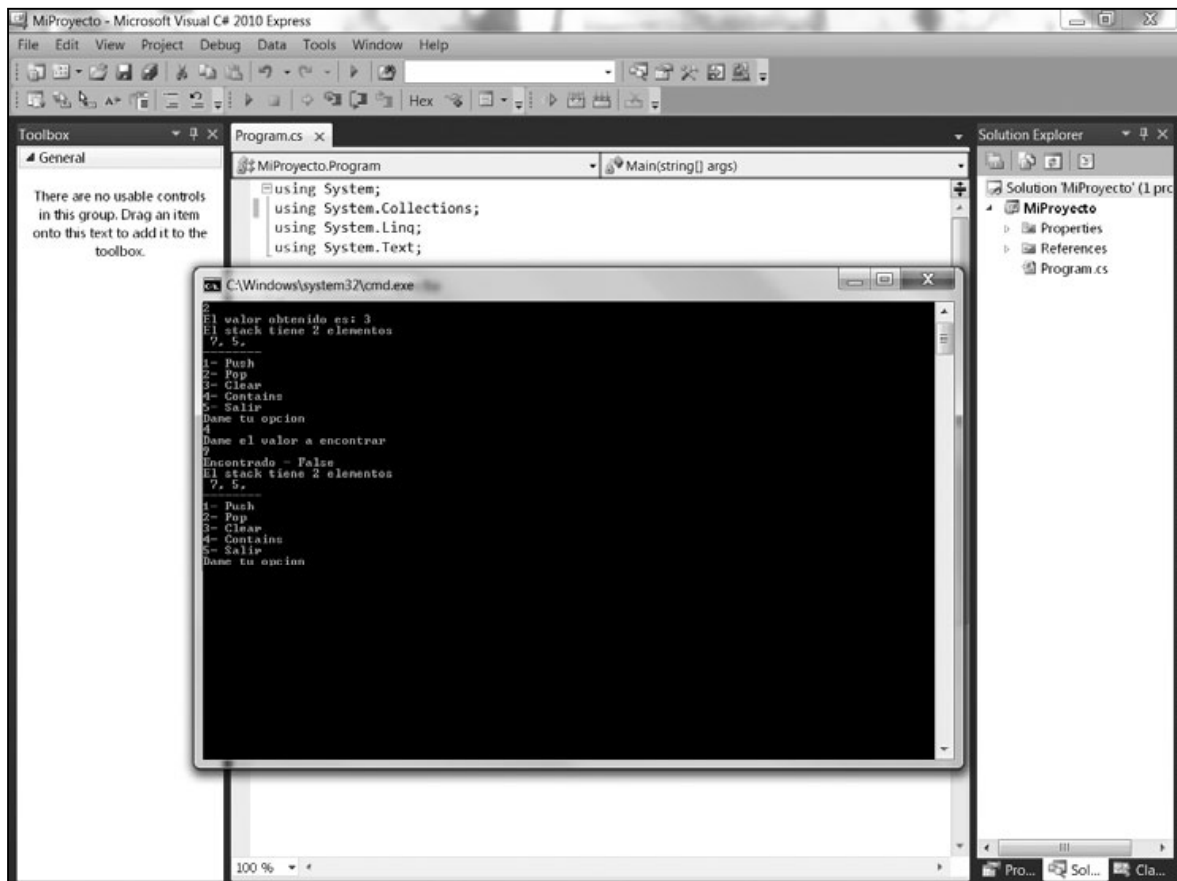 MiProyecto - Microsoft Visual C# 2010 Express
File Edit View Project Debug Data Tools Window Help
Hex
Toolbox
General
There are no usable controls
in this group. Drag an item
onto this text to add it to the
toolbox.
Program.cs
MiProyecto.Program
Main(string[] args)
using System;
using System.Collections;
using System.Linq;
using System.Text;
C:\Windows\system32\cmd.exe
2
El valor obtenido es: 3
El stack tiene 2 elementos
7, 5,
--------
1- Push
2- Pop
3- Clear
4- Contains
5- Salir
Dame tu opcion
4
Dame el valor a encontrar
Encontrado - False
El stack tiene 2 elementos
7, 5,
--------
1- Push
2- Pop
3- Clear
4- Contains
5- Salir
Dame tu opcion
100 %
Solution Explorer
Solution 'MiProyecto' (1 proc
MiProyecto
Properties
References
Program.cs
Pro... Sol... Cla...